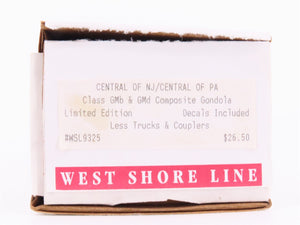 CENTRAL OF NJ/CENTRAL OF PA
Class GMb & GMd Composite Gondola
Limited Edition Decals Included
Less Trucks & Couplers
#WSL9325 $26.50
WEST SHORE LINE